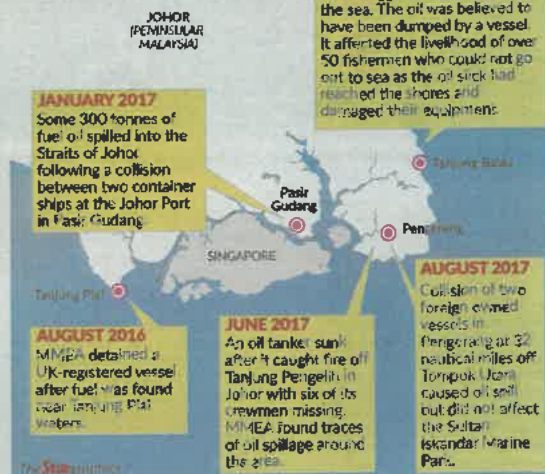 JOHOR
(PENINSULAR
MALAYSIA)
the sea. The oil was believed to
have been dumped by a vessel.
It affected the livelihood of over
50 fishermen who could not go
out to sea as the oil slick had
reached the shores and
damaged their equipment.
JANUARY 2017
Some 300 tonnes of
fuel oil spilled into the
Straits of Johor
following a collision
between two container
ships at the Johor Port
in Pasir Gudang.
Tanjung Balau
Pasir
Gudang
Pengerang
SINGAPORE
Tanjung Piai
AUGUST 2016
MMEA detained a
UK-registered vessel
after fuel was found
near Tanjung Piai
waters.
JUNE 2017
An oil tanker sunk
after it caught fire off
Tanjung Pengelih in
Johor with six of its
crewmen missing.
MMEA found traces
of oil spillage around
the area.
AUGUST 2017
Collision of two
foreign-owned
vessels in
Pengerang at 32
nautical miles off
Tompok Utara
caused oil spill
but did not affect
the Sultan
Iskandar Marine
Park.
The Star